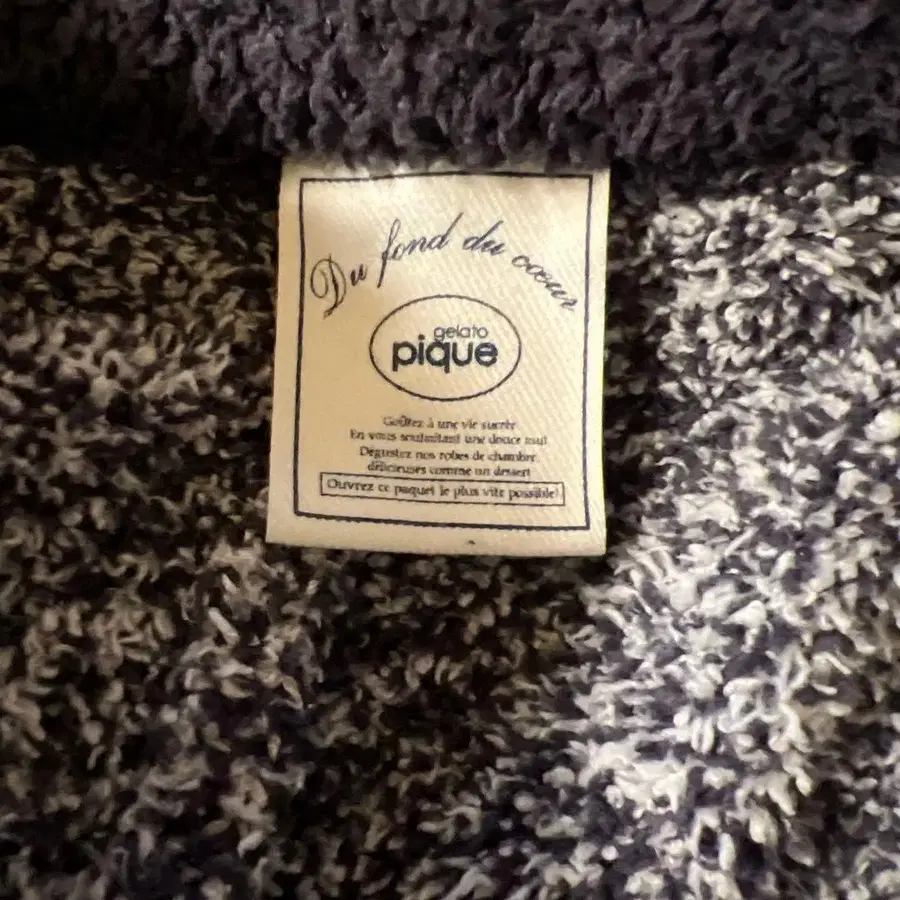 Du fond du cœur
gelato
pique
Goûtez à une vie sucrée
En vous souhaitant une douce nuit
Dégustez nos robes de chambre
délicieuses comme un dessert
Ouvrez ce paquet le plus vite possible!